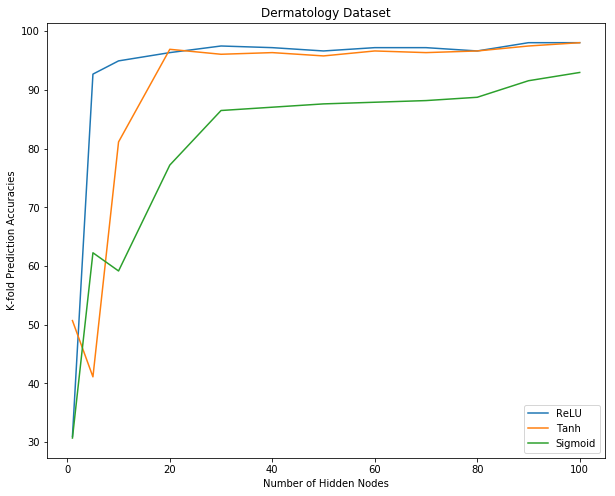 Dermatology Dataset
K-fold Prediction Accuracies
100
90
80
70
60
50
40
30
0
20
40
60
80
100
Number of Hidden Nodes
ReLU
Tanh
Sigmoid